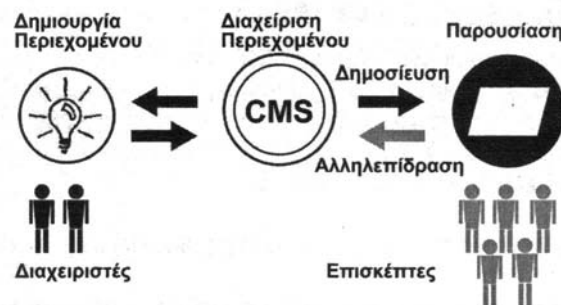 Δημιουργία
Περιεχομένου
Διαχείριση
Περιεχομένου
Παρουσίαση
Δημοσίευση
CMS
Αλληλεπίδραση
Διαχειριστές
Επισκέπτες